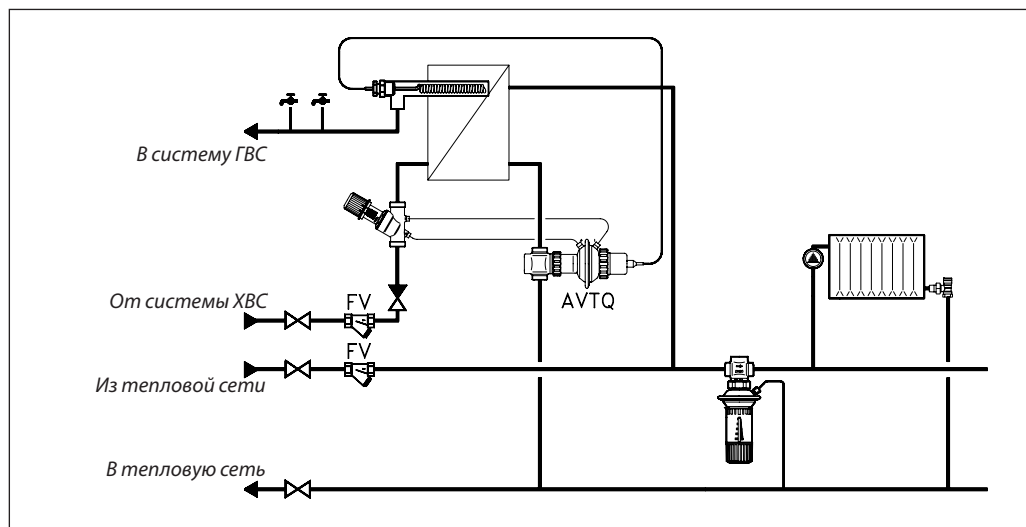 В систему ГВС
AVTQ
От системы ХВС
FV
FV
Из тепловой сети
В тепловую сеть